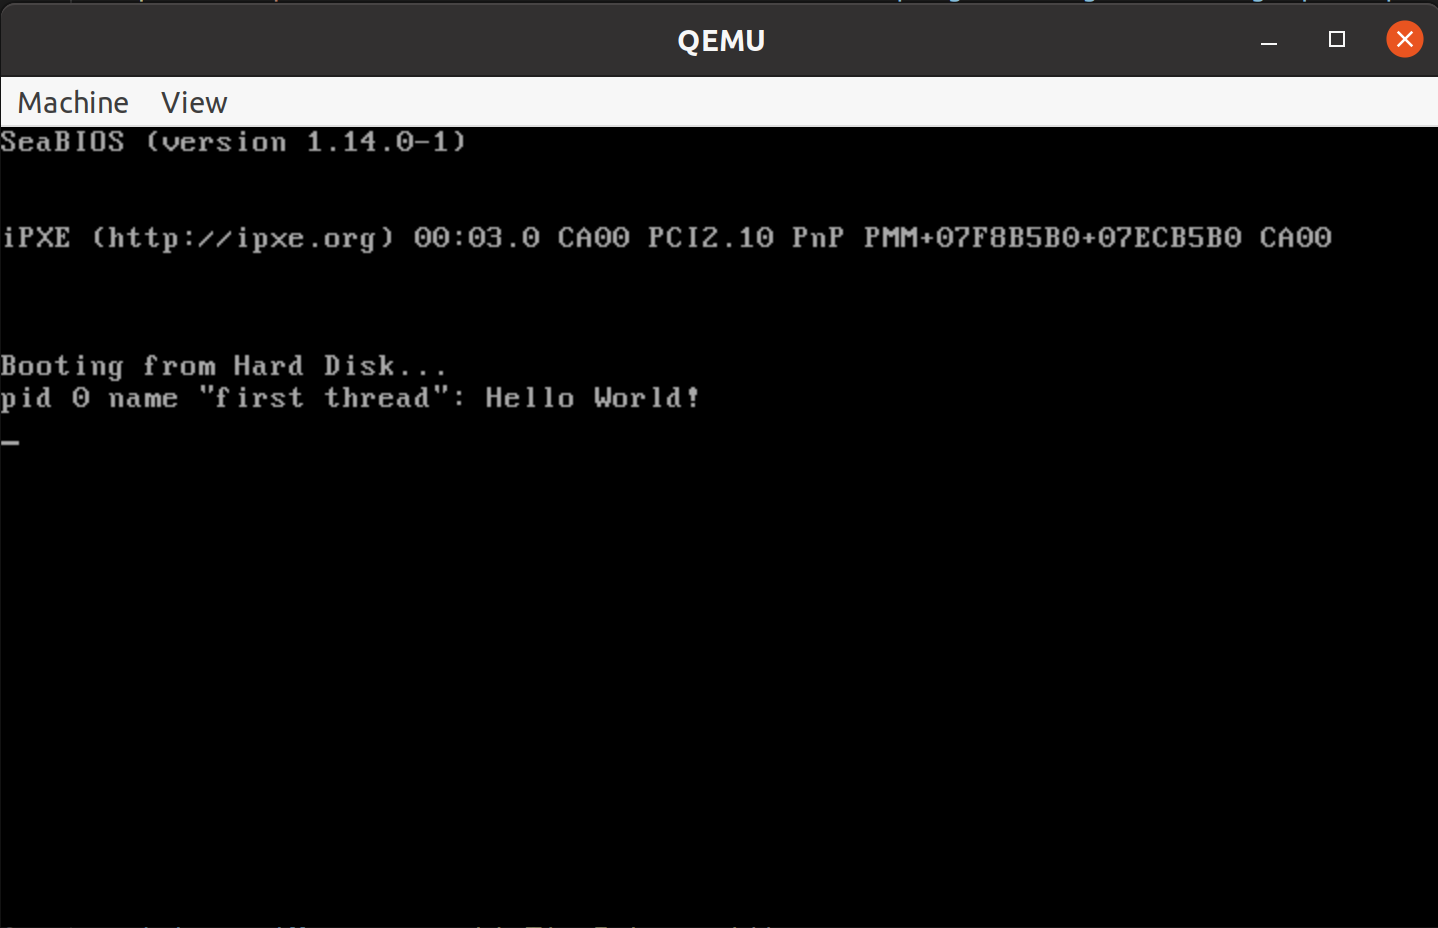 QEMU
Machine View
SeaBIOS (version 1.14.0-1)
iPXE (http://ipxe.org) 00:03.0 CA00 PCI2.10 PnP PMM+07F8B5B0+07ECB5B0 CA00
Booting from Hard Disk...
pid 0 name "first thread": Hello World!
_